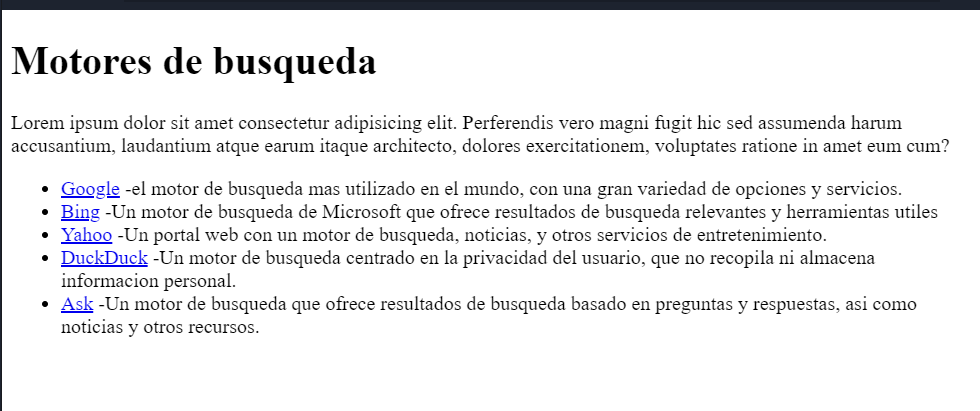 Motores de busqueda
Lorem ipsum dolor sit amet consectetur adipisicing elit. Perferendis vero magni fugit hic sed assumenda harum
accusantium, laudantium atque earum itaque architecto, dolores exercitationem, voluptates ratione in amet eum cum?
Google -el motor de busqueda mas utilizado en el mundo, con una gran variedad de opciones y servicios.
Bing -Un motor de busqueda de Microsoft que ofrece resultados de busqueda relevantes y herramientas utiles
Yahoo -Un portal web con un motor de busqueda, noticias, y otros servicios de entretenimiento.
DuckDuck -Un motor de busqueda centrado en la privacidad del usuario, que no recopila ni almacena
informacion personal.
Ask -Un motor de busqueda que ofrece resultados de busqueda basado en preguntas y respuestas, asi como
noticias y otros recursos.